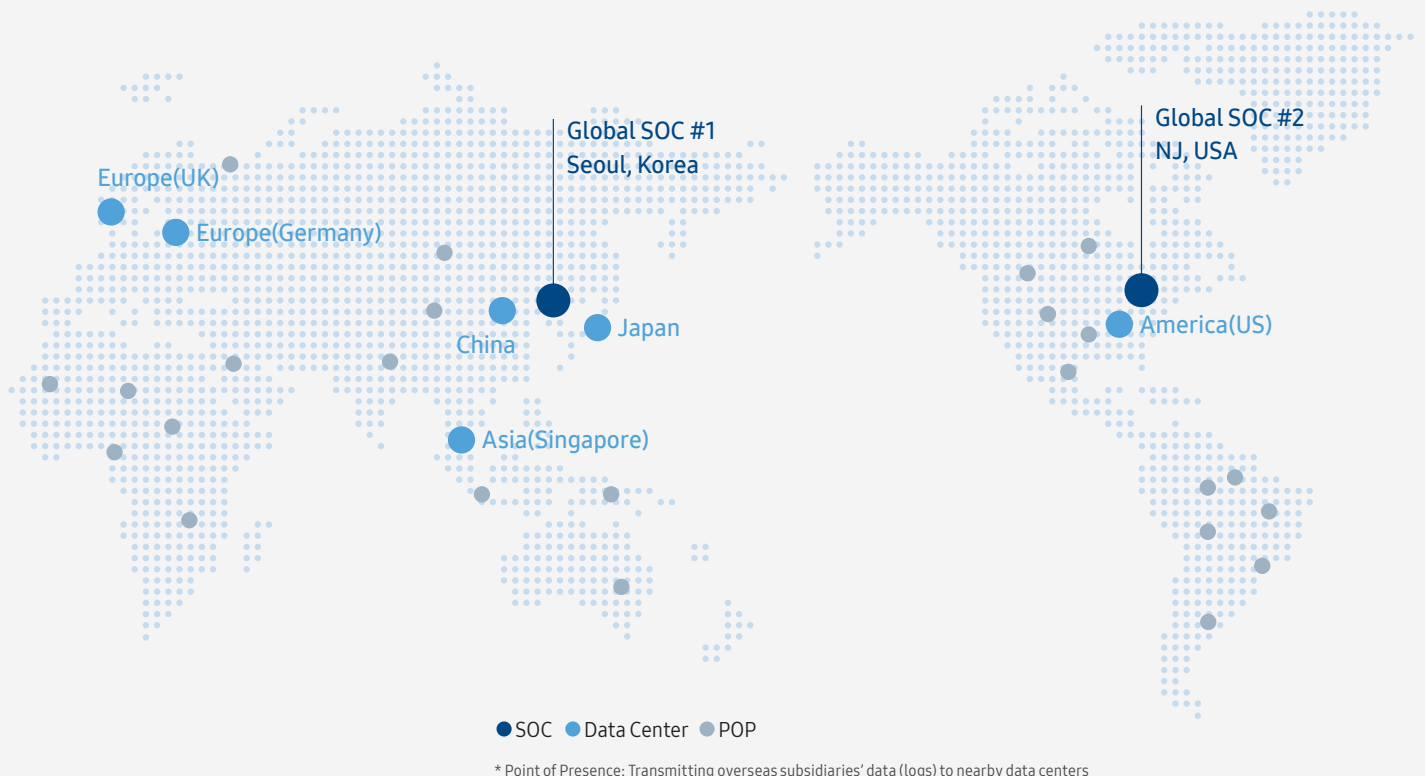 Global SOC #1
Seoul, Korea
Global SOC #2
NJ, USA
Europe(UK)
Europe(Germany)
China
Japan
America(US)
Asia(Singapore)
SOC Data Center POP
* Point of Presence: Transmitting overseas subsidiaries' data (logs) to nearby data centers